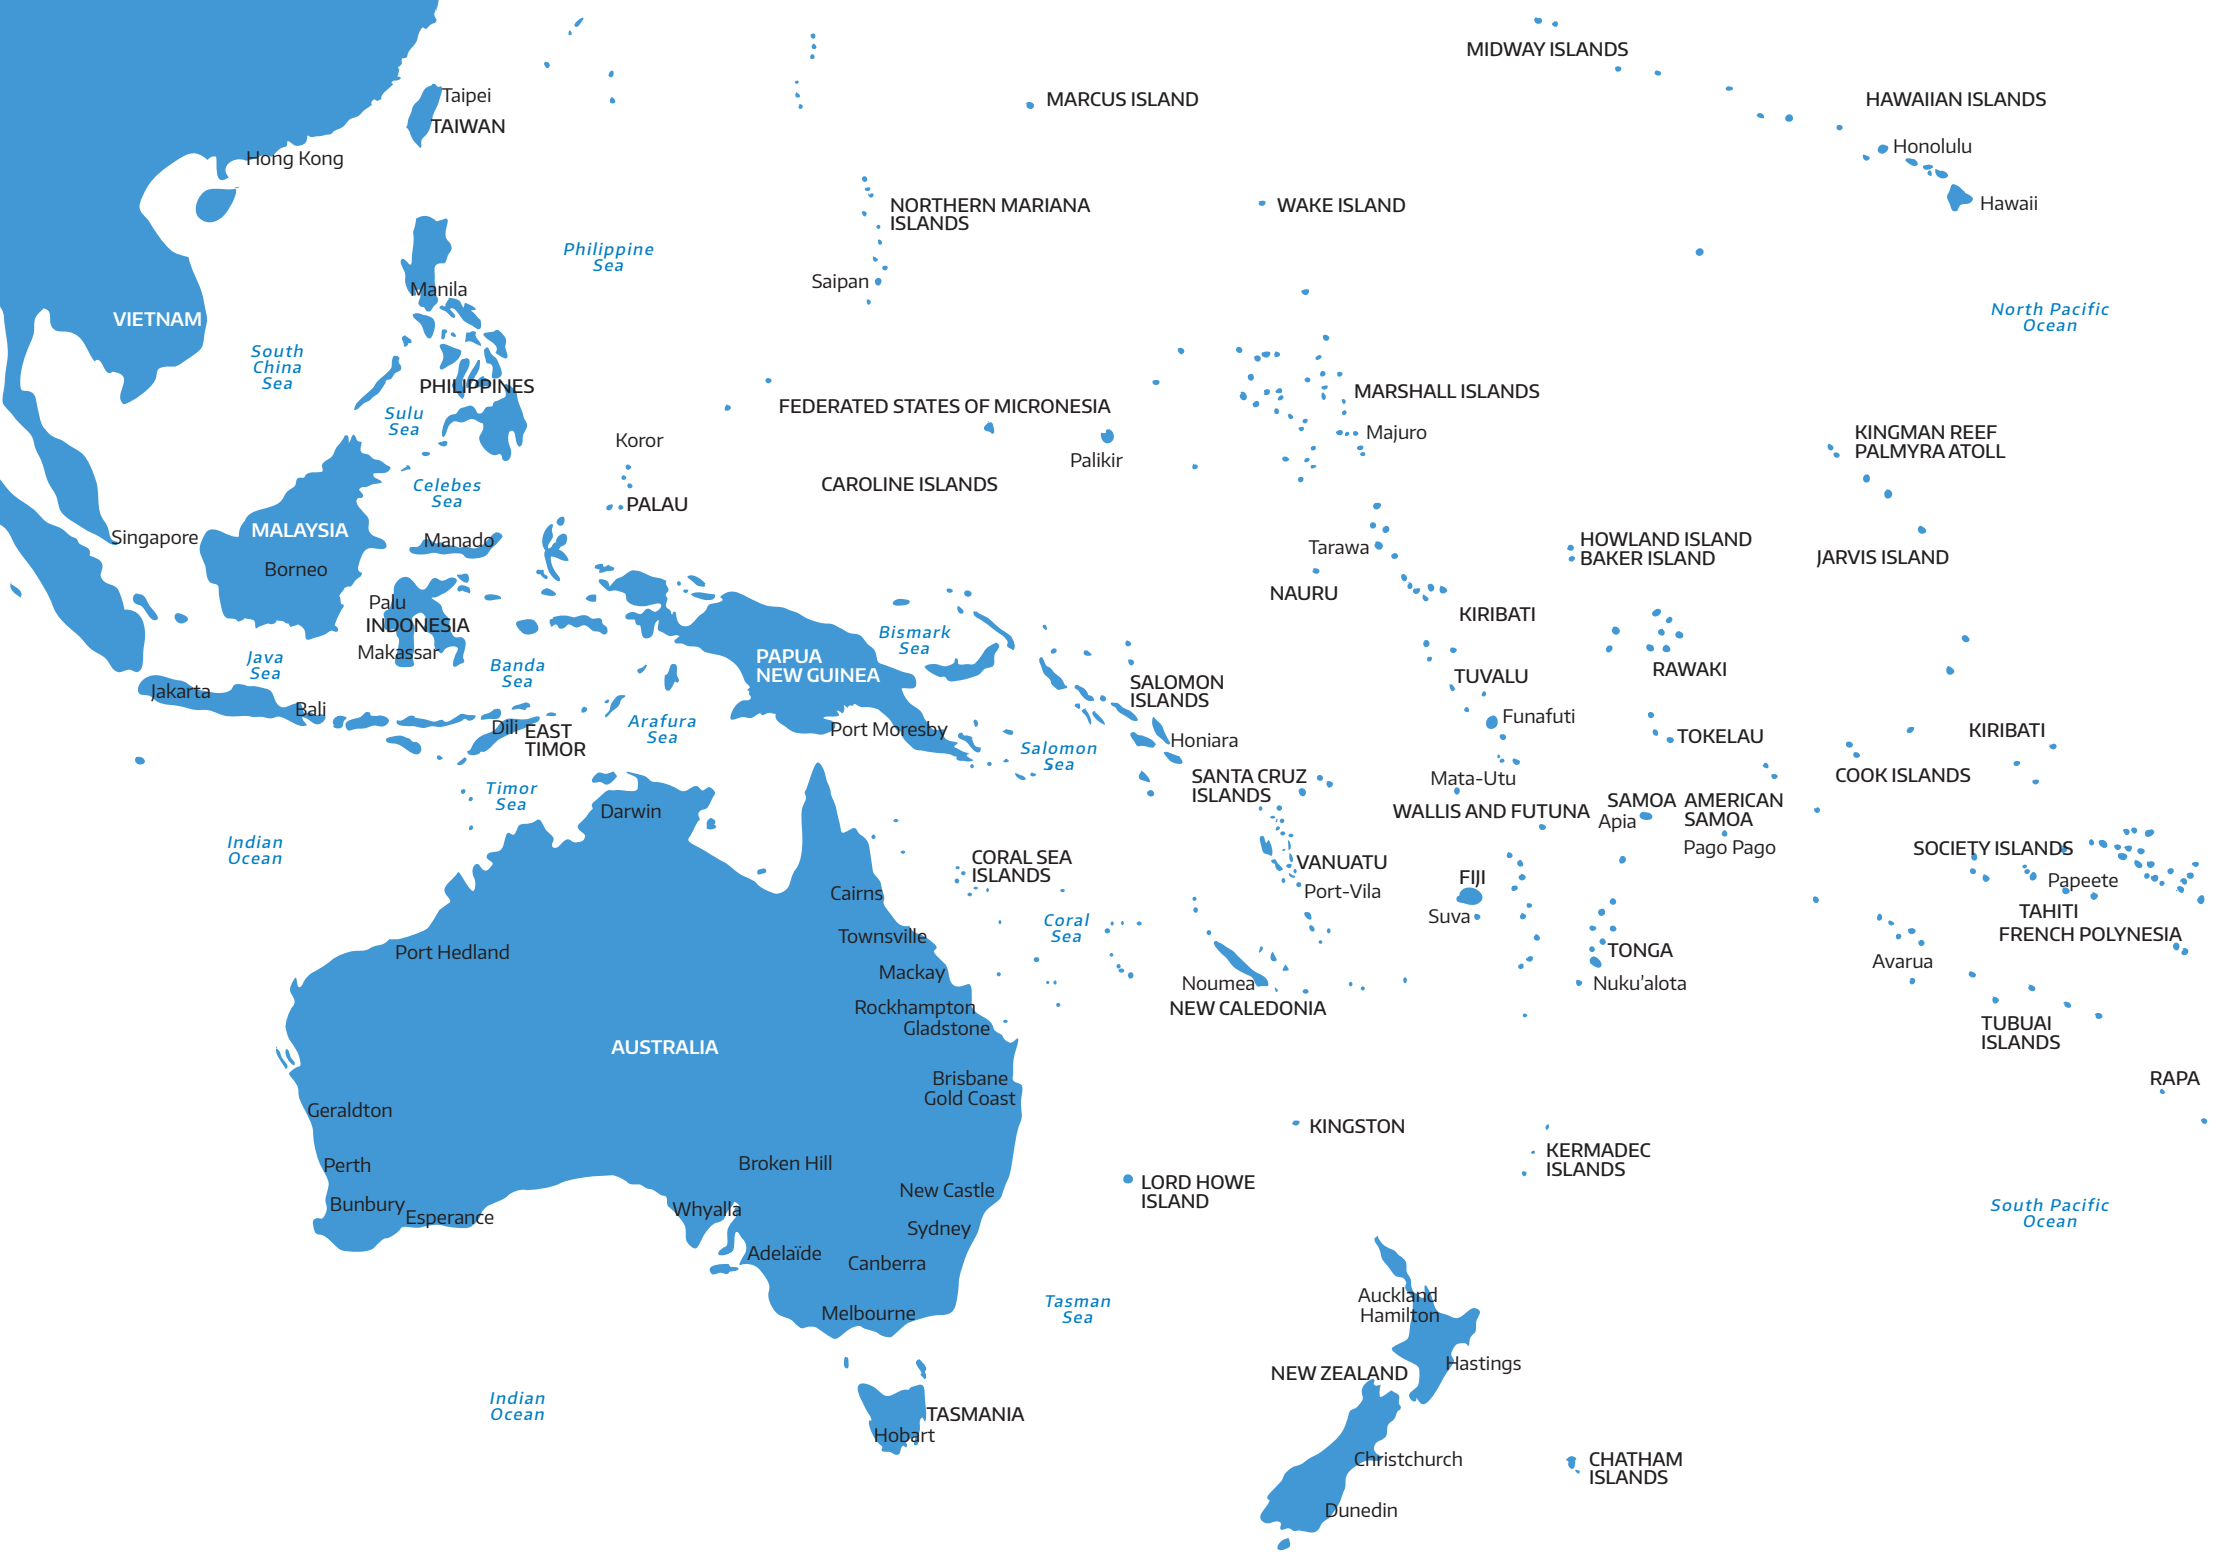 MIDWAY ISLANDS
Taipei
MARCUS ISLAND
HAWAIIAN ISLANDS
TAIWAN
Hong Kong
Honolulu
NORTHERN MARIANA
ISLANDS
WAKE ISLAND
Hawaii
Philippine
Sea
Saipan
Manila
VIETNAM
North Pacific
Ocean
South
China
Sea
PHILIPPINES
MARSHALL ISLANDS
FEDERATED STATES OF MICRONESIA
Sulu
Sea
Koror
Majuro
KINGMAN REEF
PALMYRA ATOLL
Palikir
CAROLINE ISLANDS
Celebes
Sea
PALAU
MALAYSIA
Singapore
Manado
Tarawa
HOWLAND ISLAND
BAKER ISLAND
JARVIS ISLAND
Borneo
NAURU
Palu
INDONESIA
Makassar
KIRIBATI
Bismark
Sea
Java
Sea
Banda
Sea
PAPUA
NEW GUINEA
RAWAKI
TUVALU
SALOMON
ISLANDS
Jakarta
Bali
Dili
EAST
TIMOR
Arafura
Sea
Port Moresby
Funafuti
Honiara
Salomon
Sea
TOKELAU
KIRIBATI
COOK ISLANDS
SANTA CRUZ
ISLANDS
Mata-Utu
WALLIS AND FUTUNA
SAMOA
Apia
AMERICAN
SAMOA
Pago Pago
Timor
Sea
Darwin
Indian
Ocean
CORAL SEA
ISLANDS
VANUATU
Port-Vila
SOCIETY ISLANDS
FIJI
Suva
Papeete
TAHITI
FRENCH POLYNESIA
Cairns
Coral
Sea
Townsville
Port Hedland
TONGA
Nuku’alota
Avarua
Mackay
Noumea
NEW CALEDONIA
Rockhampton
Gladstone
TUBUAI
ISLANDS
AUSTRALIA
Brisbane
Gold Coast
RAPA
Geraldton
KINGSTON
Perth
Broken Hill
KERMADEC
ISLANDS
LORD HOWE
ISLAND
New Castle
Bunbury
Esperance
Whyalla
South Pacific
Ocean
Sydney
Adelaïde
Canberra
Melbourne
Tasman
Sea
Auckland
Hamilton
Hastings
NEW ZEALAND
Indian
Ocean
TASMANIA
Hobart
Christchurch
CHATHAM
ISLANDS
Dunedin